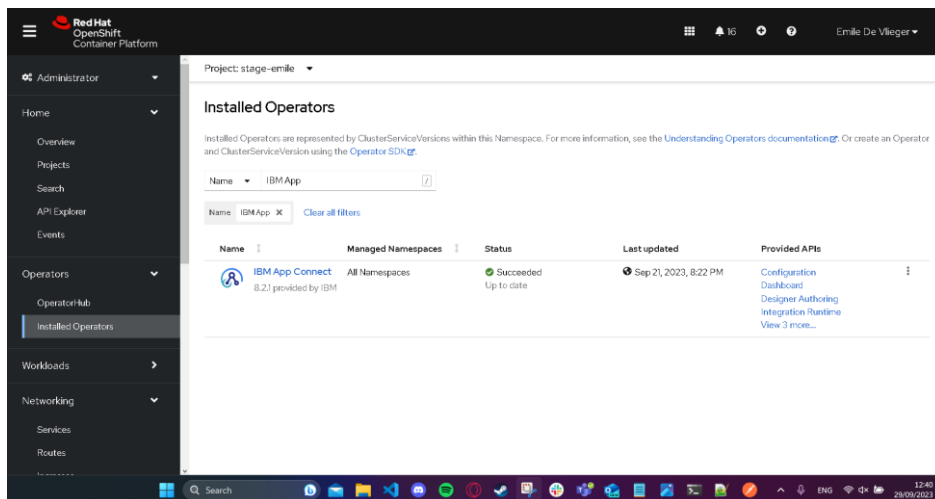 Red Hat
OpenShift
Container Platform
16
Emile De Vlieger
Administrator
Home
Overview
Projects
Search
API Explorer
Events
Operators
OperatorHub
Installed Operators
Workloads
Networking
Services
Routes
Project: stage-emile
Installed Operators
Installed Operators are represented by ClusterServiceVersions within this Namespace. For more information, see the Understanding Operators documentation. Or create an Operator
and ClusterServiceVersion using the Operator SDK.
Name IBM App /
Name IBM App Clear all filters
Name Managed Namespaces Status Last updated Provided APIs
IBM App Connect All Namespaces Succeeded Sep 21, 2023, 8:22 PM Configuration
8.2.1 provided by IBM Up to date Dashboard
Designer Authoring
Integration Runtime
View 3 more...
Search ENG 12:40
29/09/2023